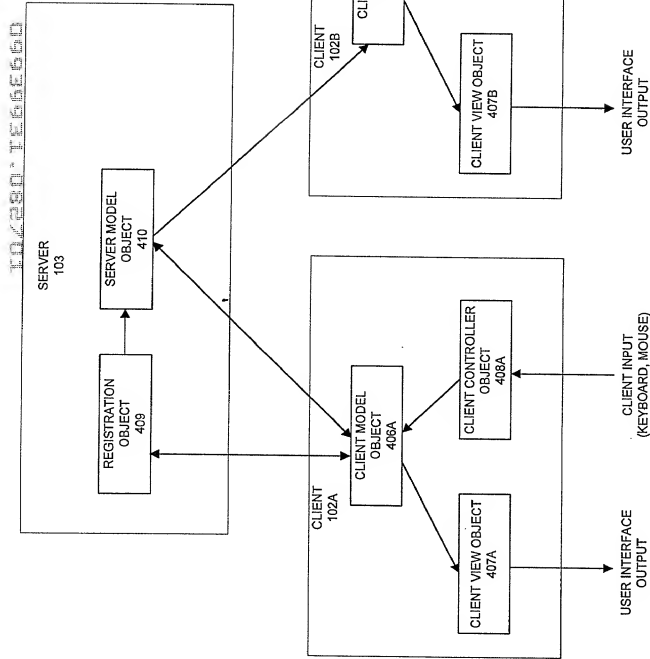 SERVER
103
REGISTRATION
OBJECT
409
SERVER MODEL
OBJECT
410
CLIENT
102A
CLIENT MODEL
OBJECT
406A
CLIENT VIEW OBJECT
407A
CLIENT CONTROLLER
OBJECT
408A
USER INTERFACE
OUTPUT
CLIENT INPUT
(KEYBOARD, MOUSE)
CLIENT
102B
CLIENT VIEW OBJECT
407B
USER INTERFACE
OUTPUT